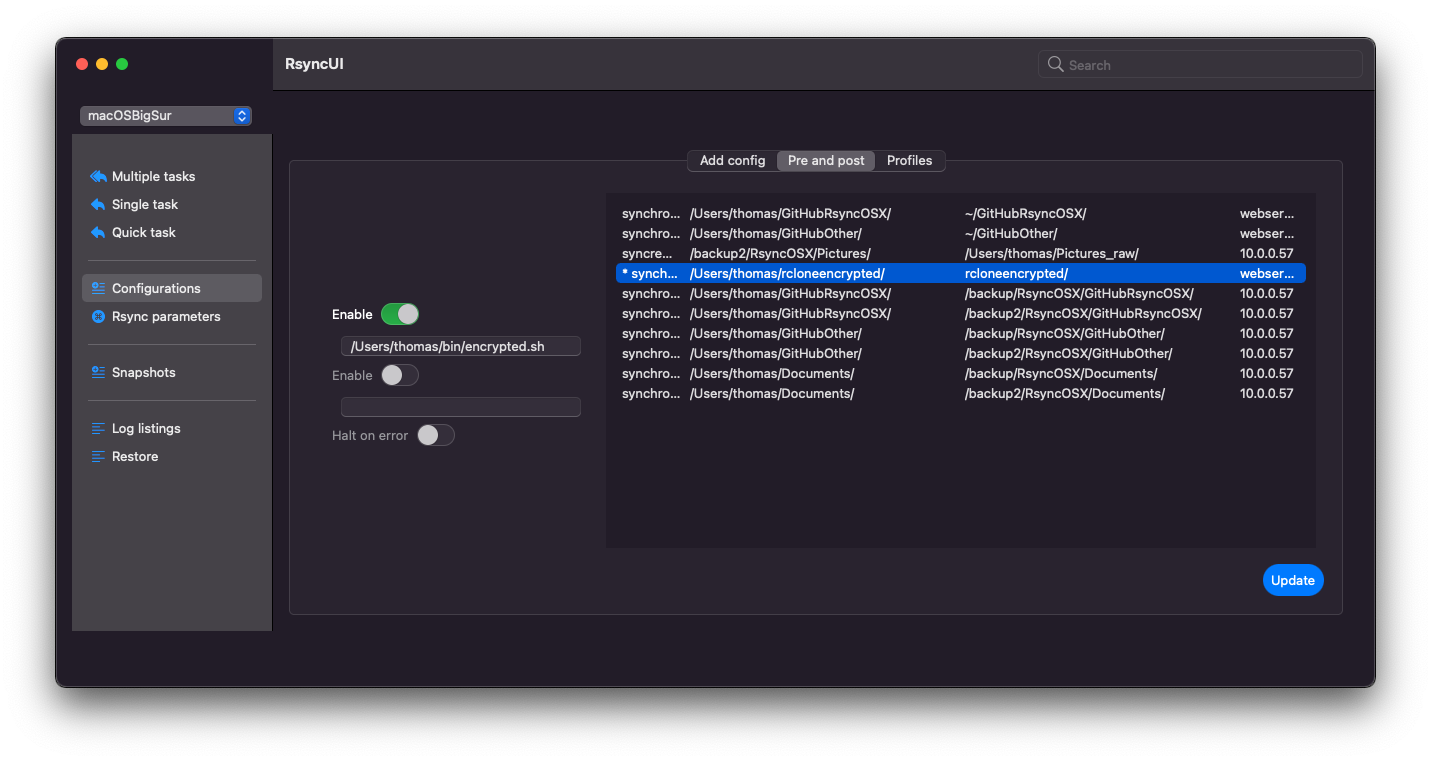 RsyncUI
Search
macOSBigSur
Multiple tasks
Single task
Quick task
Configurations
Rsync parameters
Snapshots
Log listings
Restore
Add config Pre and post Profiles
Enable
/Users/thomas/bin/encrypted.sh
Enable
Halt on error
synchro... /Users/thomas/GitHubRsyncOSX/ ~/GitHubRsyncOSX/ webser...
synchro... /Users/thomas/GitHubOther/ ~/GitHubOther/ webser...
syncre... /backup2/RsyncOSX/Pictures/ /Users/thomas/Pictures_raw/ 10.0.0.57
* synch... /Users/thomas/rcloneencrypted/ rcloneencrypted/ webser...
synchro... /Users/thomas/GitHubRsyncOSX/ /backup/RsyncOSX/GitHubRsyncOSX/ 10.0.0.57
synchro... /Users/thomas/GitHubRsyncOSX/ /backup2/RsyncOSX/GitHubRsyncOSX/ 10.0.0.57
synchro... /Users/thomas/GitHubOther/ /backup/RsyncOSX/GitHubOther/ 10.0.0.57
synchro... /Users/thomas/GitHubOther/ /backup2/RsyncOSX/GitHubOther/ 10.0.0.57
synchro... /Users/thomas/Documents/ /backup/RsyncOSX/Documents/ 10.0.0.57
synchro... /Users/thomas/Documents/ /backup2/RsyncOSX/Documents/ 10.0.0.57
Update